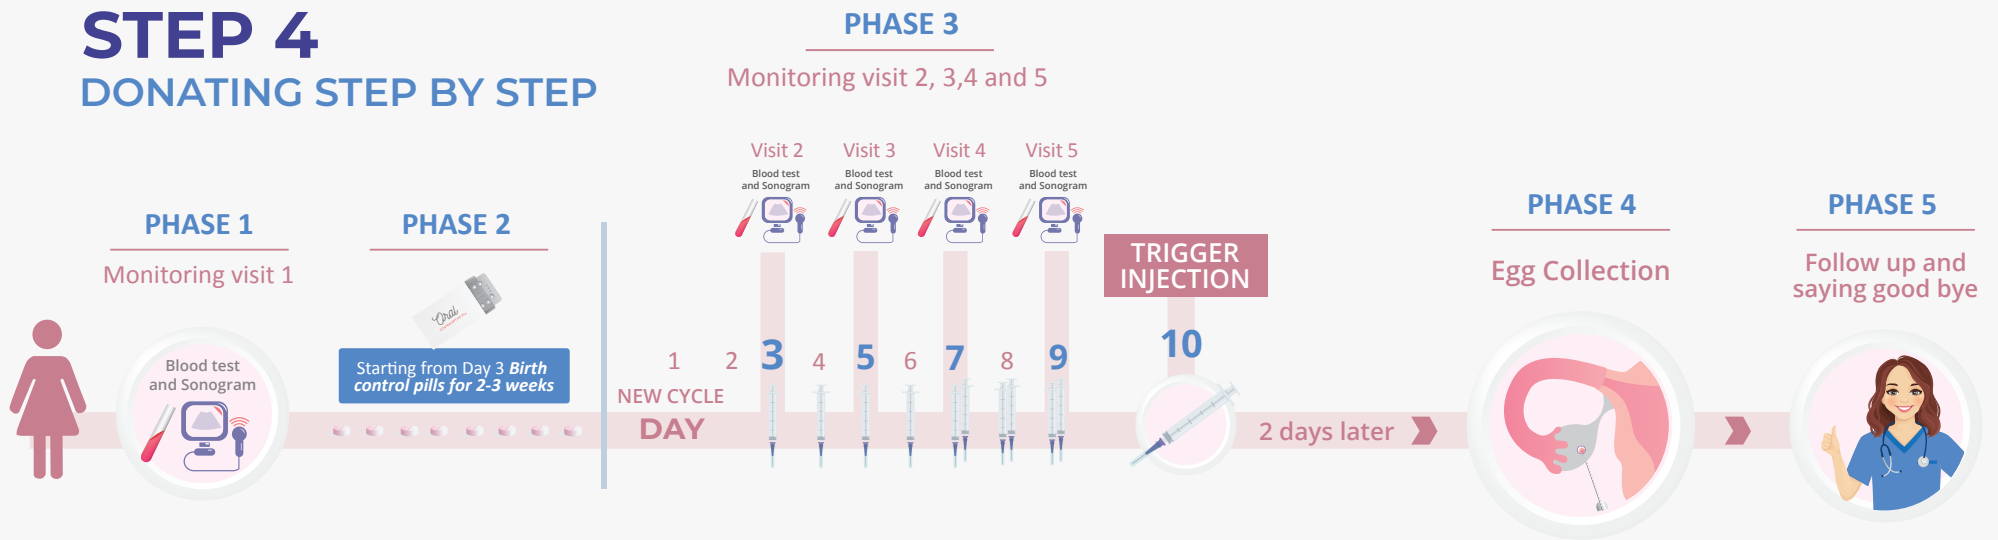 STEP 4
DONATING STEP BY STEP
PHASE 1
Monitoring visit 1
Blood test
and Sonogram
PHASE 2
Oral
Starting from Day 3 Birth
control pills for 2-3 weeks
PHASE 3
Monitoring visit 2, 3,4 and 5
Visit 2
Blood test
and Sonogram
Visit 3
Blood test
and Sonogram
Visit 4
Blood test
and Sonogram
Visit 5
Blood test
and Sonogram
1 2 3 4 5 6 7 8 9 10
NEW CYCLE
DAY
TRIGGER
INJECTION
2 days later
PHASE 4
Egg Collection
PHASE 5
Follow up and
saying good bye